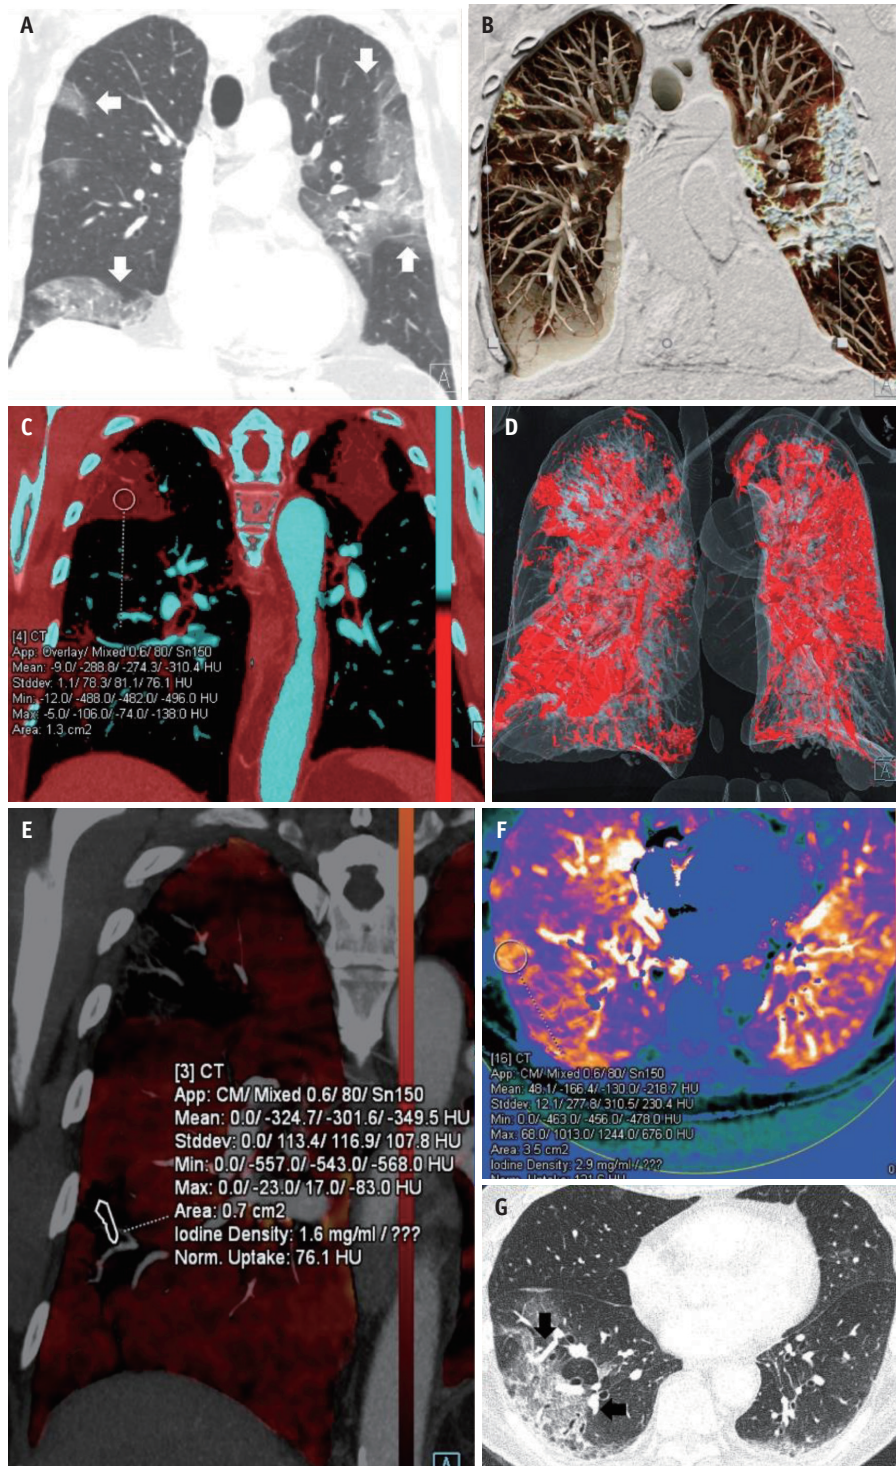 A
B
A
A
C
D
[4] CT
App: Overlay/ Mixed 0.6/ 80/ Sn150
Mean: -9.0/ -288.8/ -274.3/ -310.4 HU
Stddev: 1.1/ 78.3/ 81.1/ 76.1 HU
Min: -12.0/ -488.0/ -482.0/ -496.0 HU
Max: -5.0/ -106.0/ -74.0/ -138.0 HU
Area: 1.3 cm2
A
A
E
F
[3] CT
App: CM/ Mixed 0.6/ 80/ Sn150
Mean: 0.0/ -324.7/ -301.6/ -349.5 HU
Stddev: 0.0/ 113.4/ 116.9/ 107.8 HU
Min: 0.0/ -557.0/ -543.0/ -568.0 HU
Max: 0.0/ -23.0/ 17.0/ -83.0 HU
Area: 0.7 cm2
Iodine Density: 1.6 mg/ml / ???
Norm. Uptake: 76.1 HU
A
[16] CT
App: CM/ Mixed 0.6/ 80/ Sn150
Mean: 48.1/ -166.4/ -130.0/ -218.7 HU
Stddev: 12.1/ 277.8/ 310.5/ 230.4 HU
Min: 0.0/ -463.0/ -456.0/ -478.0 HU
Max: 68.0/ 1013.0/ 1244.0/ 676.0 HU
Area: 3.5 cm2
Iodine Density: 2.9 mg/ml / ???
Norm. Uptake: 121.6 HU
0
G